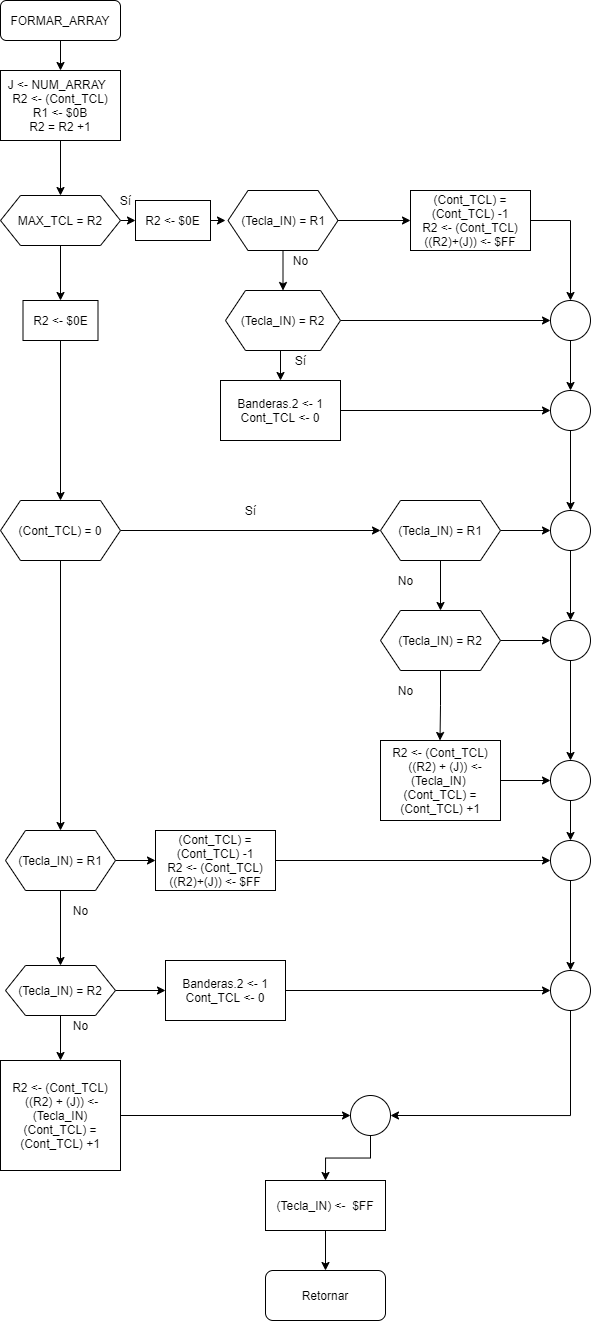 FORMAR_ARRAY
J <- NUM_ARRAY
R2 <- (Cont_TCL)
R1 <- $0B
R2 = R2 +1
MAX_TCL = R2
Sí
R2 <- $0E
(Tecla_IN) = R1
(Cont_TCL) =
(Cont_TCL) -1
R2 <- (Cont_TCL)
((R2)+(J)) <- $FF
No
R2 <- $0E
(Tecla_IN) = R2
Sí
Banderas.2 <- 1
Cont_TCL <- 0
(Cont_TCL) = 0
Sí
(Tecla_IN) = R1
No
(Tecla_IN) = R2
No
R2 <- (Cont_TCL)
((R2) + (J)) <-
(Tecla_IN)
(Cont_TCL) =
(Cont_TCL) +1
(Tecla_IN) = R1
(Cont_TCL) =
(Cont_TCL) -1
R2 <- (Cont_TCL)
((R2)+(J)) <- $FF
No
(Tecla_IN) = R2
Banderas.2 <- 1
Cont_TCL <- 0
No
R2 <- (Cont_TCL)
((R2) + (J)) <-
(Tecla_IN)
(Cont_TCL) =
(Cont_TCL) +1
(Tecla_IN) <- $FF
Retornar